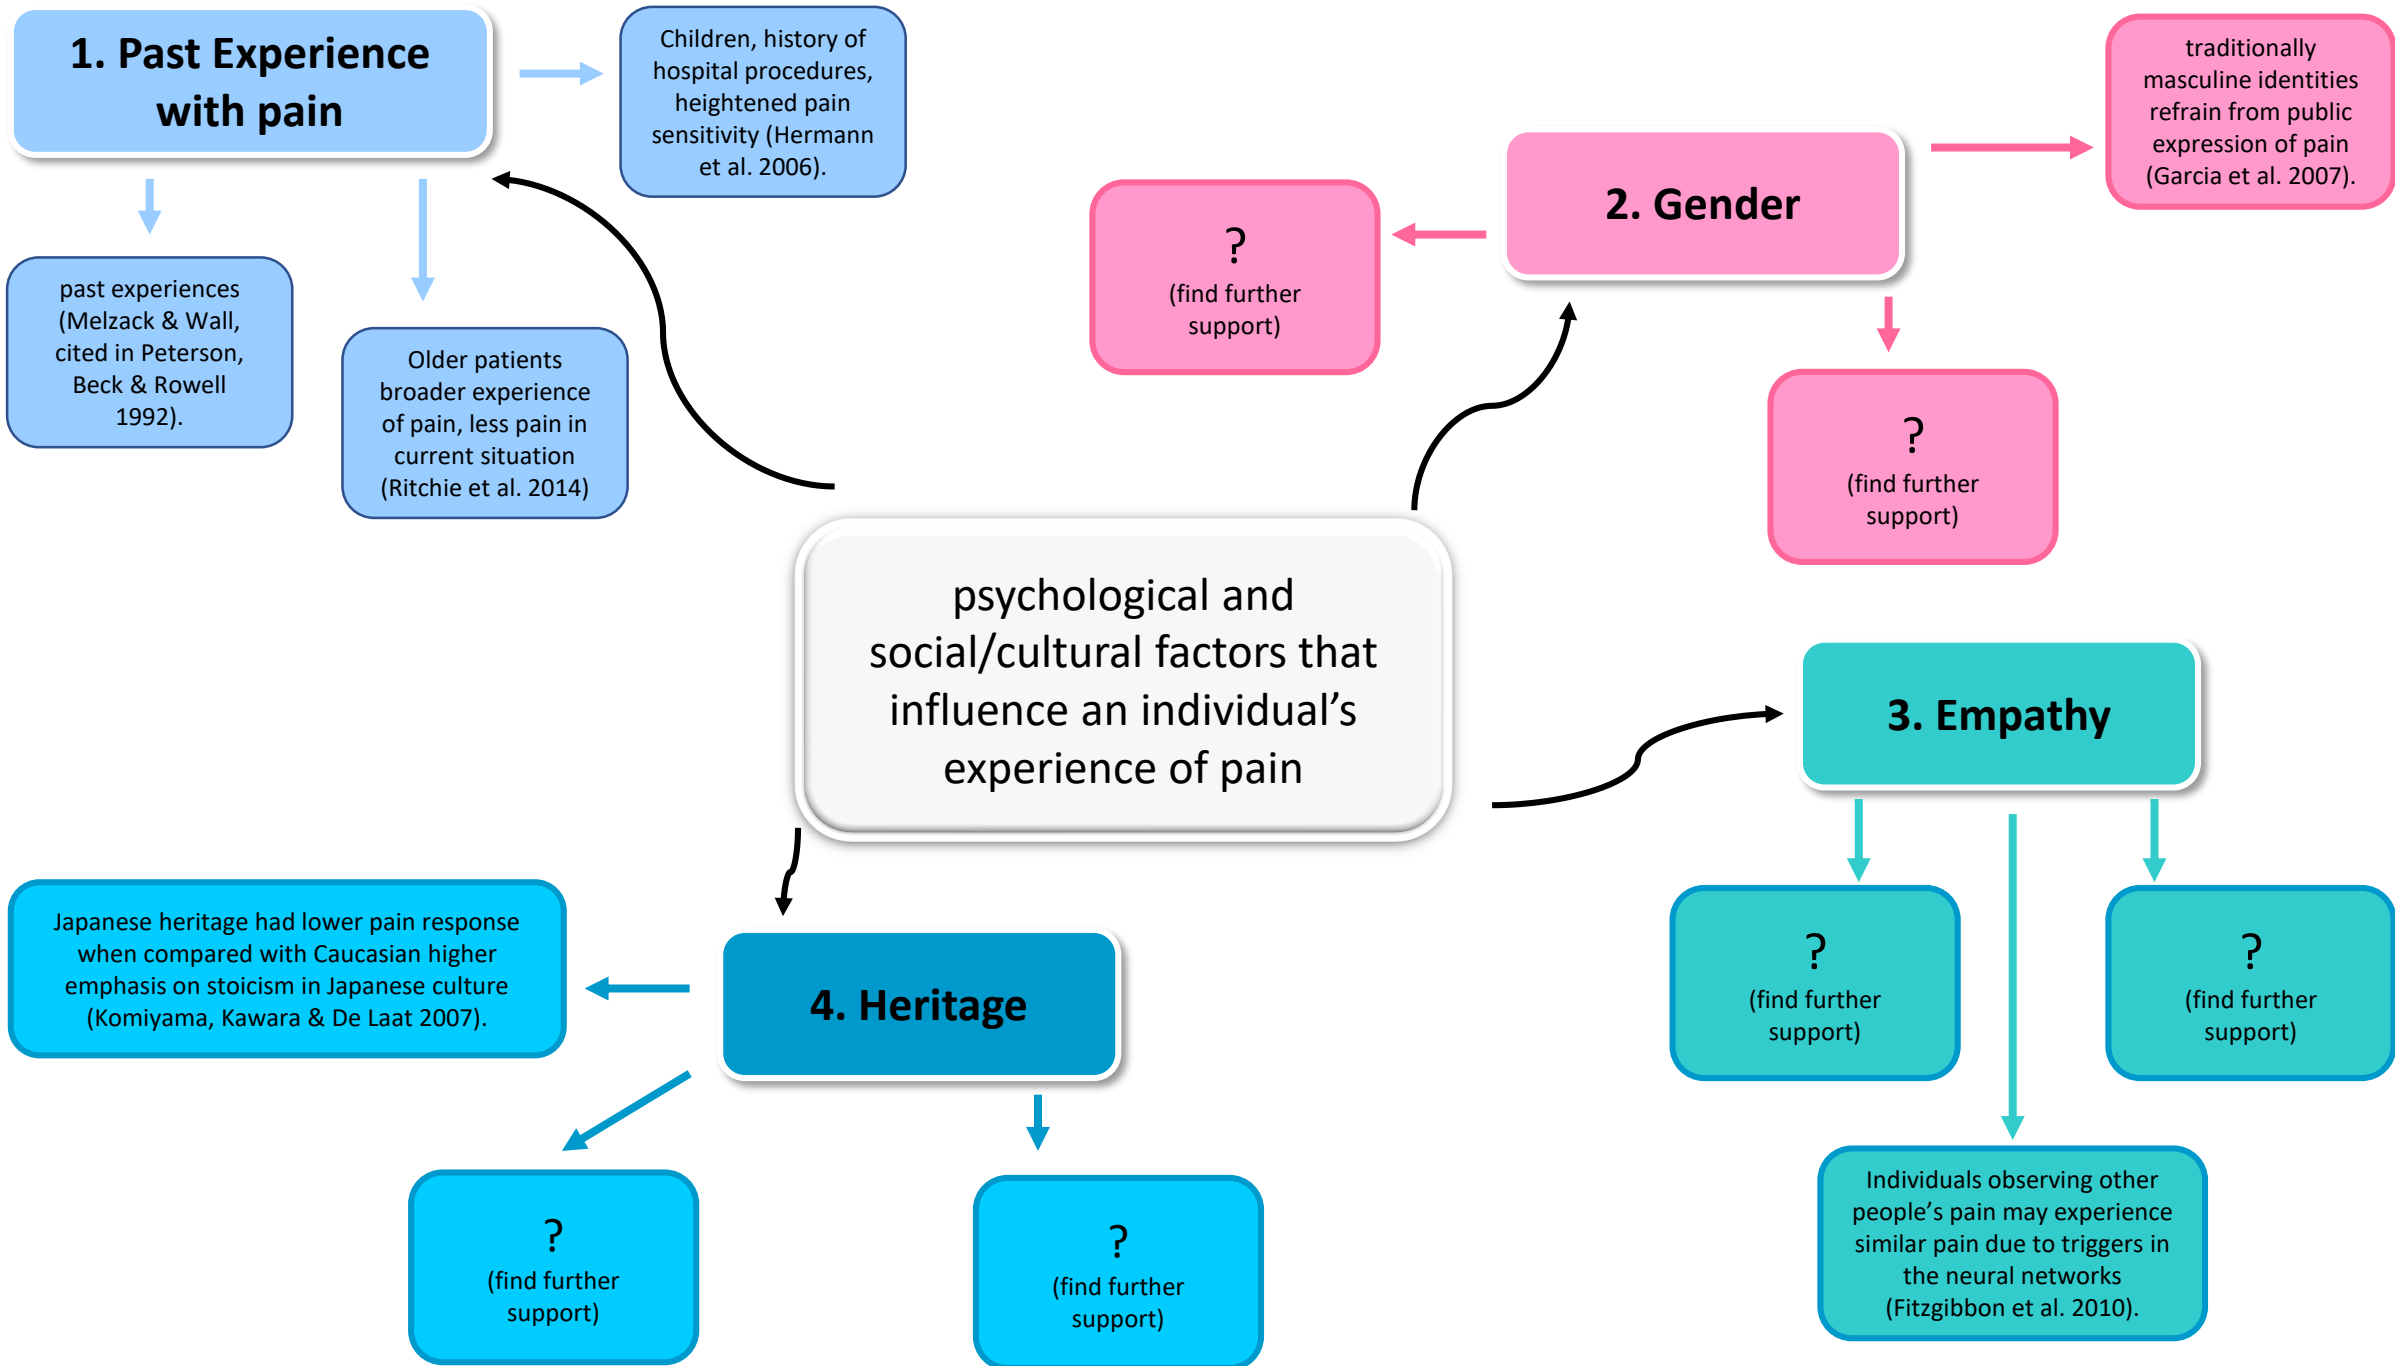 1. Past Experience
with pain
Children, history of
hospital procedures,
heightened pain
sensitivity (Hermann
et al. 2006).
past experiences
(Melzack & Wall,
cited in Peterson,
Beck & Rowell
1992).
Older patients
broader experience
of pain, less pain in
current situation
(Ritchie et al. 2014)
2. Gender
traditionally
masculine identities
refrain from public
expression of pain
(Garcia et al. 2007).
?
(find further
support)
?
(find further
support)
psychological and
social/cultural factors that
influence an individual’s
experience of pain
3. Empathy
?
(find further
support)
?
(find further
support)
Individuals observing other
people’s pain may experience
similar pain due to triggers in
the neural networks
(Fitzgibbon et al. 2010).
4. Heritage
Japanese heritage had lower pain response
when compared with Caucasian higher
emphasis on stoicism in Japanese culture
(Komiyama, Kawara & De Laat 2007).
?
(find further
support)
?
(find further
support)